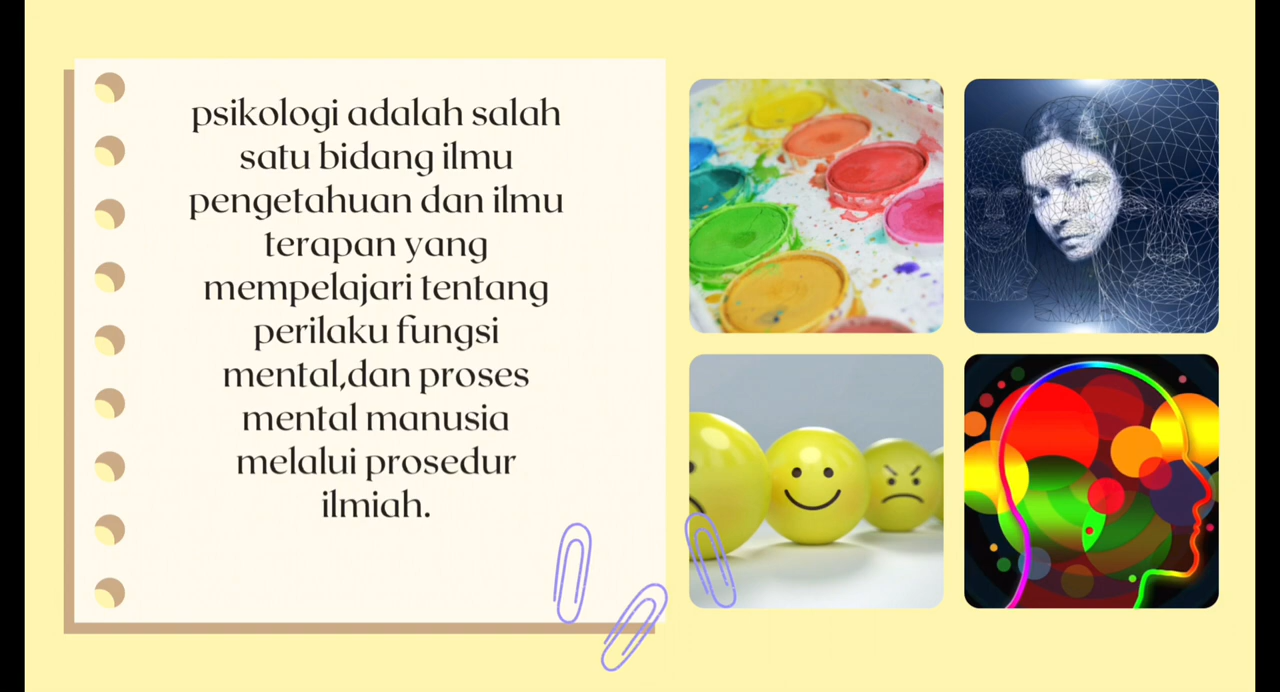 psikologi adalah salah
satu bidang ilmu
pengetahuan dan ilmu
terapan yang
mempelajari tentang
perilaku fungsi
mental,dan proses
mental manusia
melalui prosedur
ilmiah.